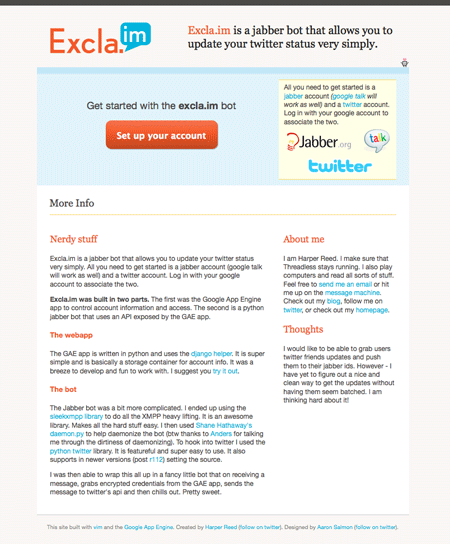 Excla.im
Excla.im is a jabber bot that allows you to
update your twitter status very simply.
Get started with the excla.im bot
Set up your account
All you need to get started is a
jabber account (google talk will
work as well) and a twitter account.
Log in with your google account to
associate the two.
Jabber.org
talk
twitter
More Info
Nerdy stuff
Excla.im is a jabber bot that allows you to update your twitter status
very simply. All you need to get started is a jabber account (google talk
will work as well) and a twitter account. Log in with your google
account to associate the two.
Excla.im was built in two parts. The first was the Google App Engine
app to control account information and access. The second is a python
jabber bot that uses an API exposed by the GAE app.
The webapp
The GAE app is written in python and uses the django helper. It is super
simple and is basically a storage container for account info. It was a
breeze to develop and fun to work with. I suggest you try it out.
The bot
The Jabber bot was a bit more complicated. I ended up using the
sleekxmpp library to do all the XMPP heavy lifting. It is an awesome
library. Makes all the hard stuff easy. I then used Shane Hathaway's
daemon.py to help daemonize the bot (btw thanks to Anders for talking
me through the dirtiness of daemonizing). To hook into twitter I used the
python twitter library. It is featureful and super easy to use. It also
supports in newer versions (post r112) setting the source.
I was then able to wrap this all up in a fancy little bot that on receiving a
message, grabs encrypted credentials from the GAE app, sends the
message to twitter's api and then chills out. Pretty sweet.
About me
I am Harper Reed. I make sure that
Threadless stays running. I also play
computers and read all sorts of stuff.
Feel free to send me an email or hit
me up on the message machine.
Check out my blog, follow me on
twitter, or check out my homepage.
Thoughts
I would like to be able to grab users
twitter friends updates and push
them to their jabber ids. However - I
have yet to figure out a nice and
clean way to get the updates without
having them seem batched. I am
thinking hard about it!
This site built with vim and the Google App Engine. Created by Harper Reed (follow on twitter). Designed by Aaron Salmon (follow on twitter).